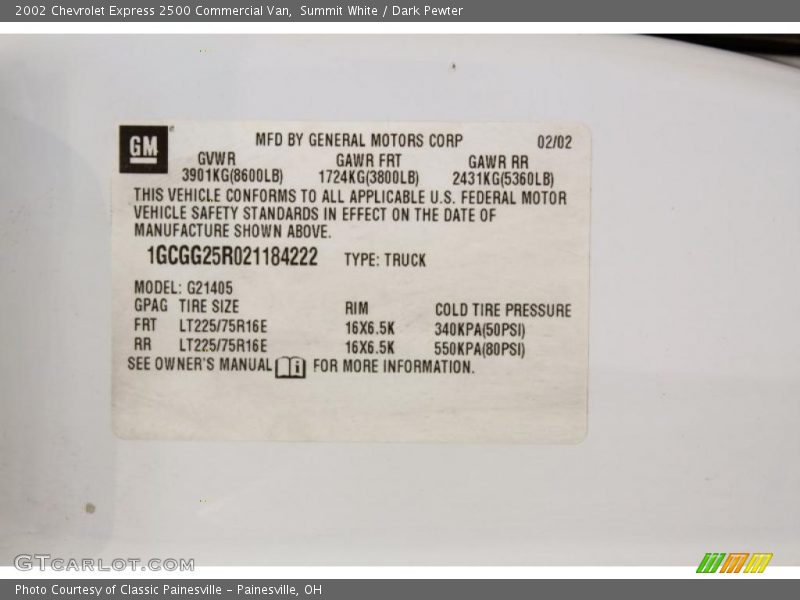 2002 Chevrolet Express 2500 Commercial Van,  Summit White / Dark Pewter
GM
MFD BY GENERAL MOTORS CORP 02/02
GVWR GAWR FRT GAWR RR
3901KG(8600LB) 1724KG(3800LB) 2431KG(5360LB)
THIS VEHICLE CONFORMS TO ALL APPLICABLE U.S. FEDERAL MOTOR
VEHICLE SAFETY STANDARDS IN EFFECT ON THE DATE OF
MANUFACTURE SHOWN ABOVE.
1GCGG25R021184222 TYPE: TRUCK
MODEL: G21405
GPAG TIRE SIZE RIM COLD TIRE PRESSURE
FRT LT225/75R16E 16X6.5K 340KPA(50PSI)
RR LT225/75R16E 16X6.5K 550KPA(80PSI)
SEE OWNER'S MANUAL i FOR MORE INFORMATION.
GTCARLOT.COM
Photo Courtesy of Classic Painesville - Painesville, OH